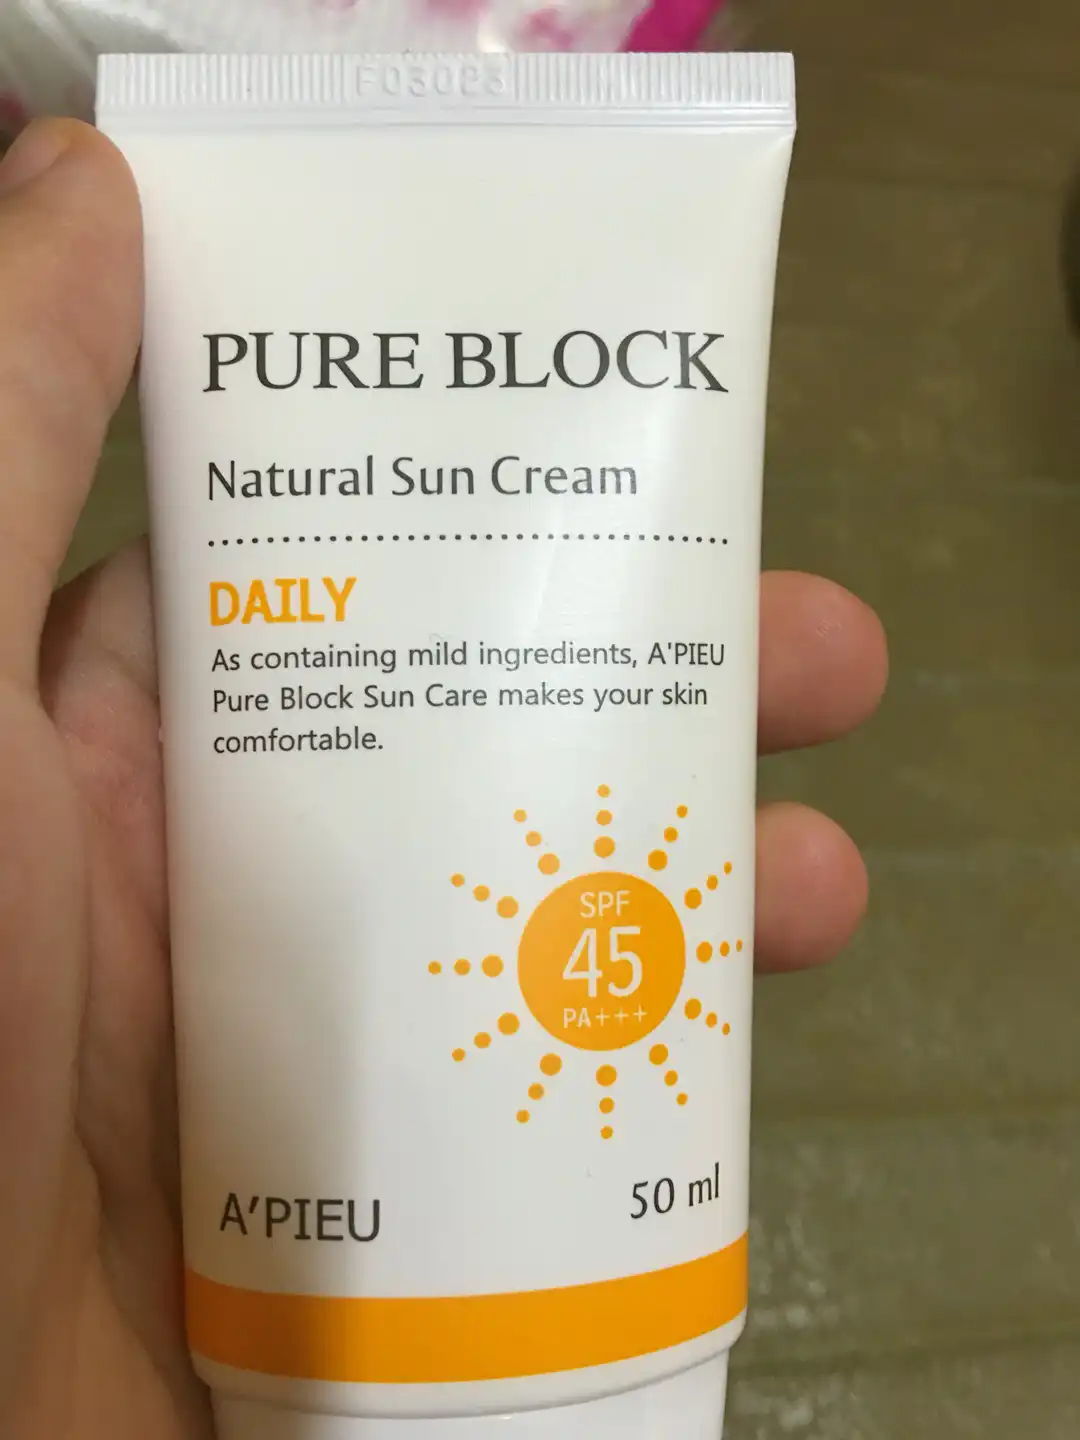 PURE BLOCK
Natural Sun Cream
DAILY
As containing mild ingredients, A'PIEU
Pure Block Sun Care makes your skin
comfortable.
SPF
45
PA+++
50 ml
A'PIEU